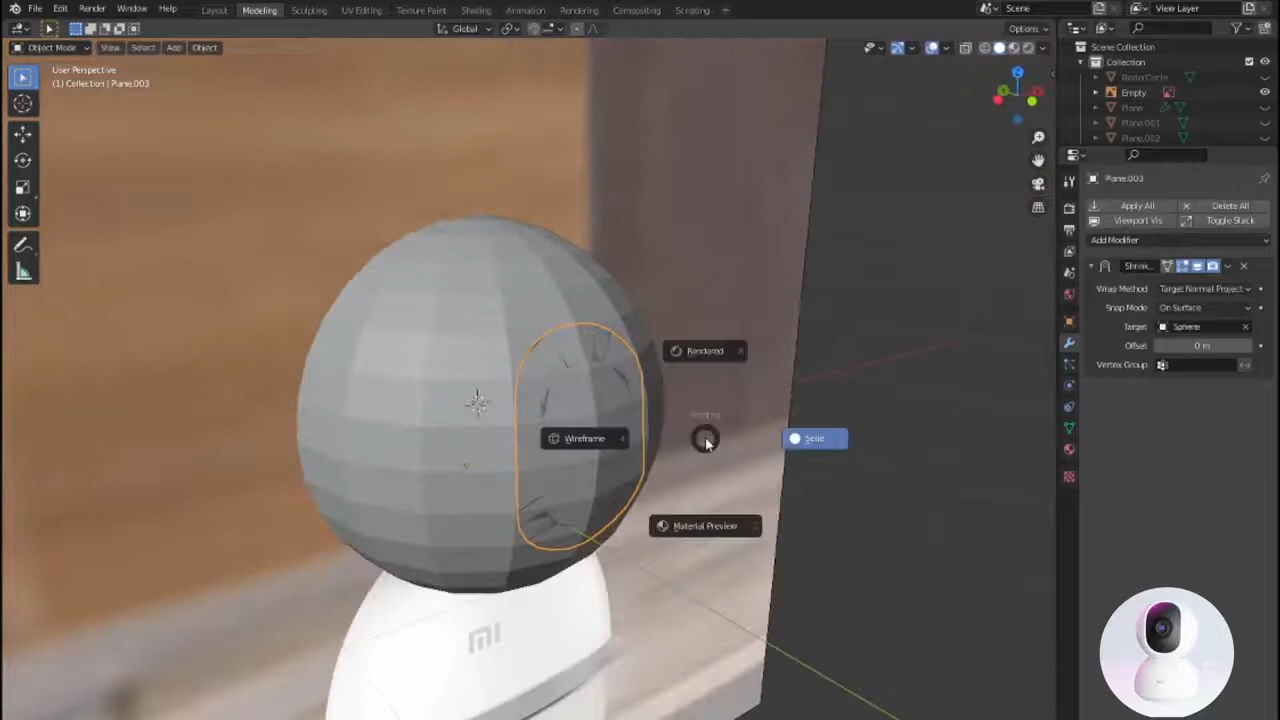 File Edit Render Window Help Layout Modeling Sculpting UV Editing Texture Paint Shading Animation Rendering Compositing Scripting + Scene View Layer
Global Options
Object Mode View Select Add Object
User Perspective
(1) Collection | Plane.003
Scene Collection
Collection
BezierCircle
Empty
Plane
Plane.001
Plane.002
Plane.003
Apply All Delete All
Viewport Vis Toggle Stack
Add Modifier
Shrink...
Wrap Method Target Normal Project
Snap Mode On Surface
Target Sphere
Offset 0 m
Vertex Group
Rendered
Shading
Wireframe 4 Solid
Material Preview
mi